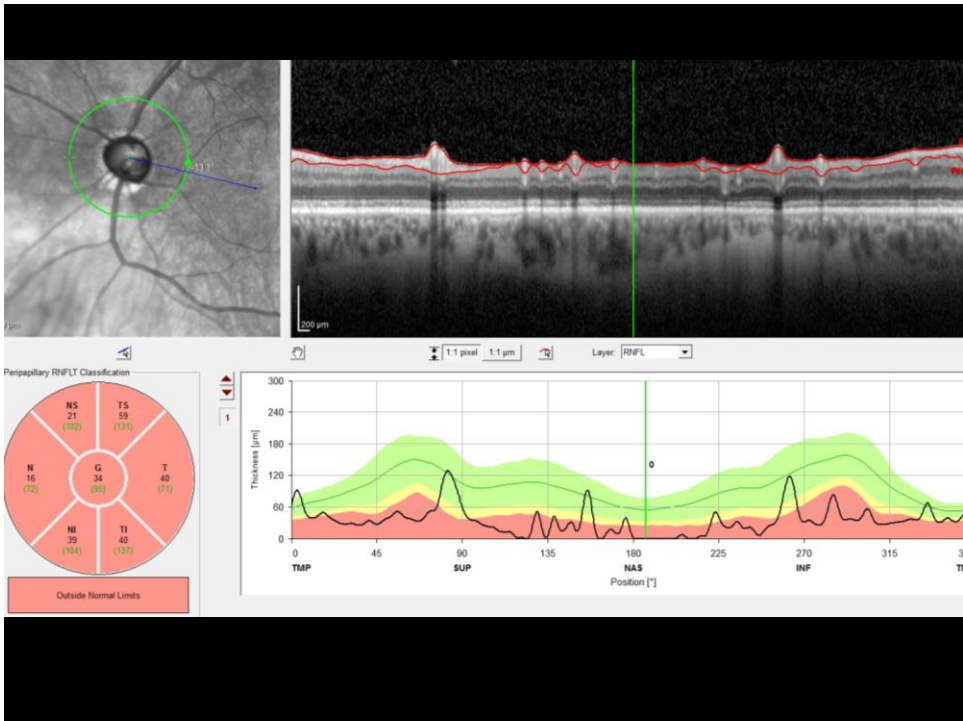 -13.3°
200 µm
1:1 pixel 1:1 µm Layer: RNFL
Peripapillary RNFLT Classification
NS
21
(102)
TS
59
(131)
N
16
(72)
G
34
(95)
T
40
(71)
NI
39
(104)
TI
40
(137)
Outside Normal Limits
1
Thickness [µm]
300
240
180
120
60
0
0
0 45 90 135 180 225 270 315
TMP SUP NAS INF
Position [°]